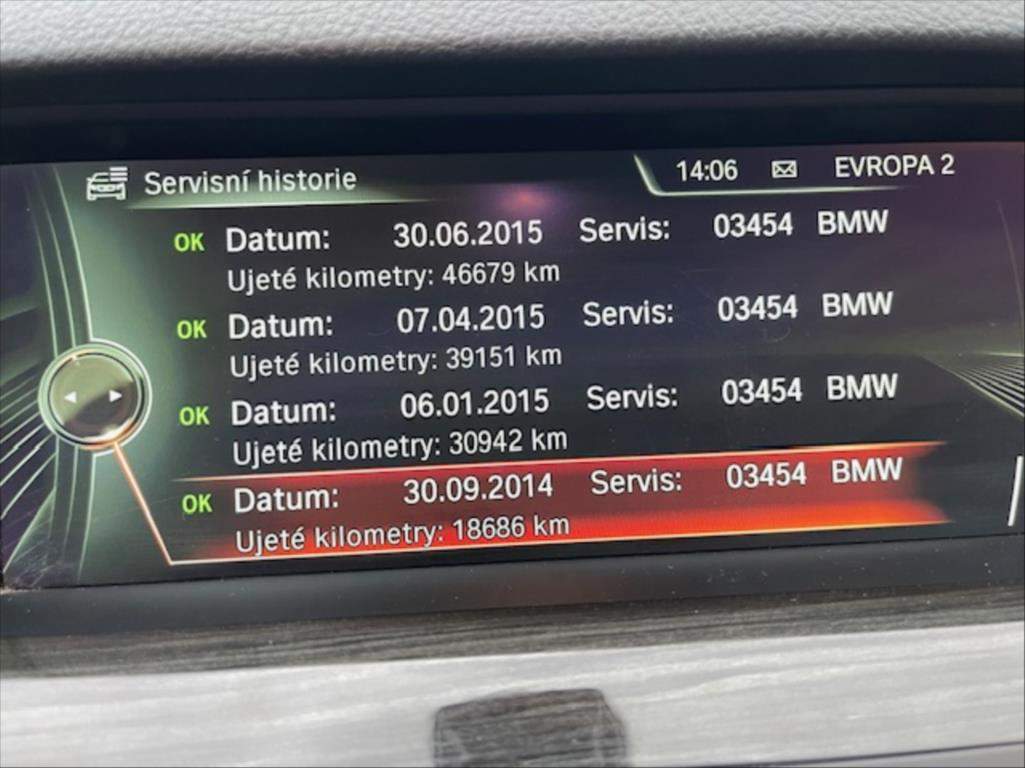 Servisní historie 14:06 EVROPA 2
OK Datum: 30.06.2015 Servis: 03454 BMW
Ujeté kilometry: 46679 km
OK Datum: 07.04.2015 Servis: 03454 BMW
Ujeté kilometry: 39151 km
OK Datum: 06.01.2015 Servis: 03454 BMW
Ujeté kilometry: 30942 km
OK Datum: 30.09.2014 Servis: 03454 BMW
Ujeté kilometry: 18686 km